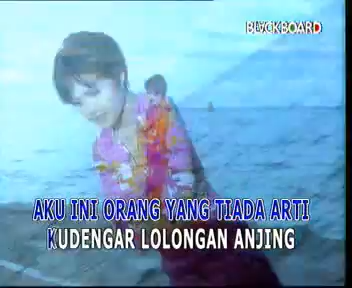 BLACKBOARD
AKU INI ORANG YANG TIADA ARTI
KUDENGAR LOLONGAN ANJING